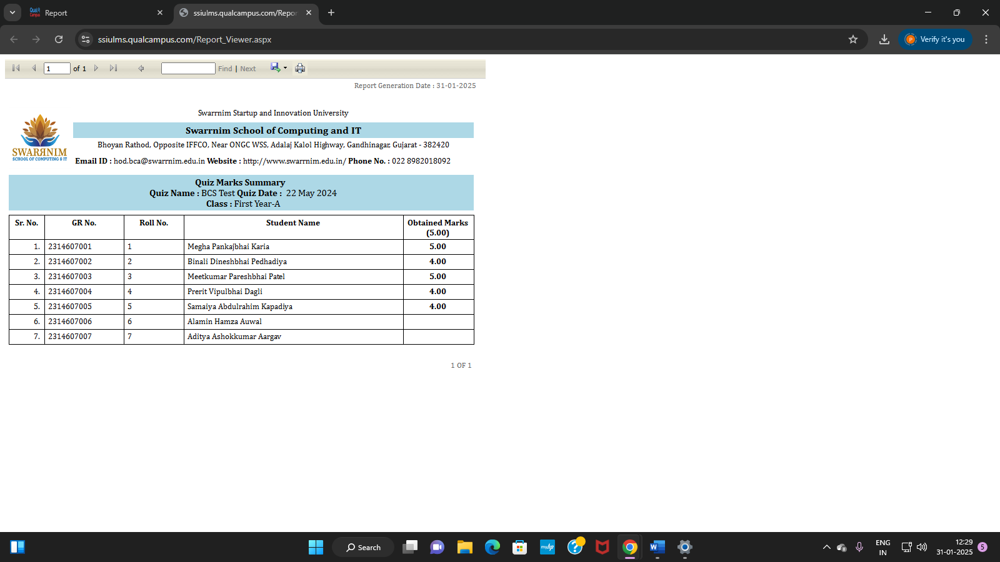 Report
ssiulms.qualcampus.com/Repor
ssiulms.qualcampus.com/Report_Viewer.aspx
Verify it's you
1 of 1 Find | Next
Report Generation Date : 31-01-2025
Swarrnim Startup and Innovation University
Swarrnim School of Computing and IT
Bhoyan Rathod, Opposite IFFCO, Near ONGC WSS, Adalaj Kalol Highway, Gandhinagar, Gujarat - 382420
SWARЯNIM
SCHOOL OF COMPUTING & IT
Email ID : hod.bca@swarrnim.edu.in Website : http://www.swarrnim.edu.in/ Phone No. : 022 8982018092
Quiz Marks Summary
Quiz Name : BCS Test Quiz Date : 22 May 2024
Class : First Year-A
Sr. No. GR No. Roll No. Student Name Obtained Marks
(5.00)
1. 2314607001 1 Megha Pankajbhai Karia 5.00
2. 2314607002 2 Binali Dineshbhai Pedhadiya 4.00
3. 2314607003 3 Meetkumar Pareshbhai Patel 5.00
4. 2314607004 4 Prerit Vipulbhai Dagli 4.00
5. 2314607005 5 Samaiya Abdulrahim Kapadiya 4.00
6. 2314607006 6 Alamin Hamza Auwal
7. 2314607007 7 Aditya Ashokkumar Aargav
1 OF 1
Search
myhp
ENG
IN
12:29
31-01-2025
5